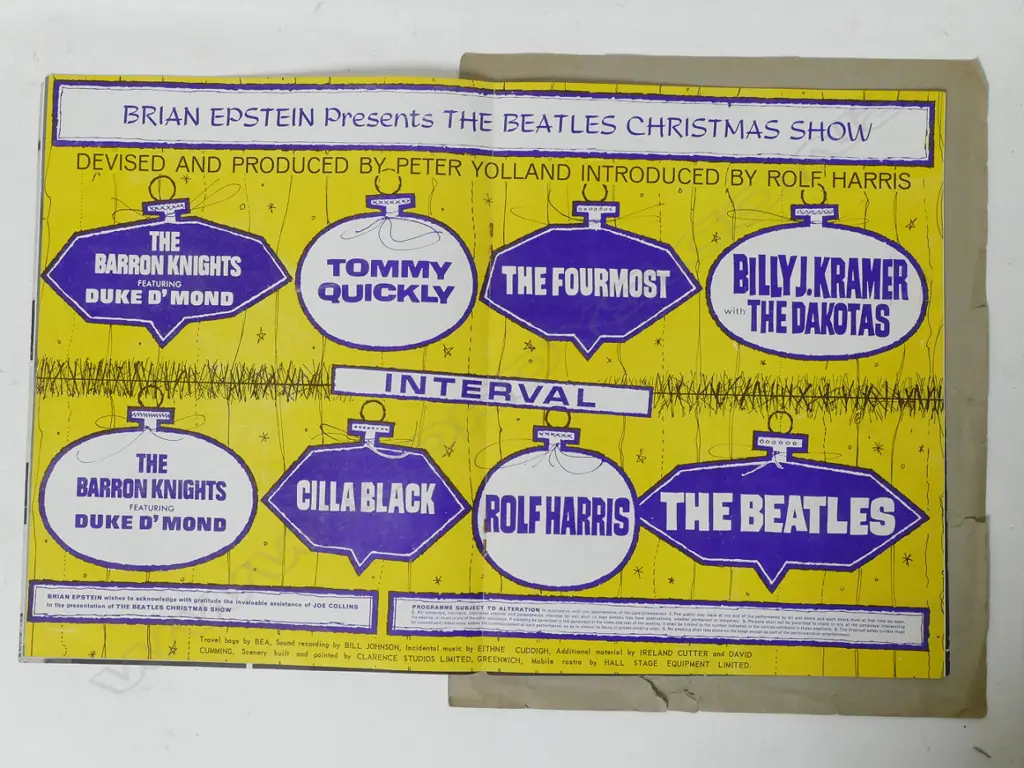 BRIAN EPSTEIN Presents THE BEATLES CHRISTMAS SHOW
DEVISED AND PRODUCED BY PETER YOLLAND INTRODUCED BY ROLF HARRIS
THE
BARRON KNIGHTS
FEATURING
DUKE D'MOND
TOMMY
QUICKLY
THE FOURMOST
BILLY J. KRAMER
with THE DAKOTAS
INTERVAL
THE
BARRON KNIGHTS
FEATURING
DUKE D'MOND
CILLA BLACK
ROLF HARRIS
THE BEATLES
BRIAN EPSTEIN wishes to acknowledge with gratitude the invaluable assistance of JOE COLLINS
in the presentation of THE BEATLES CHRISTMAS SHOW
PROGRAMME SUBJECT TO ALTERATION
Travel bags by BEA, Sound recording by BILL JOHNSON, Incidental music by EITHNE CUDDIGH, Additional material by IRELAND CUTTER and DAVID
CUMMING, Scenery built and painted by CLARENCE STUDIOS LIMITED, GREENWICH, Mobile rostra by HALL STAGE EQUIPMENT LIMITED.